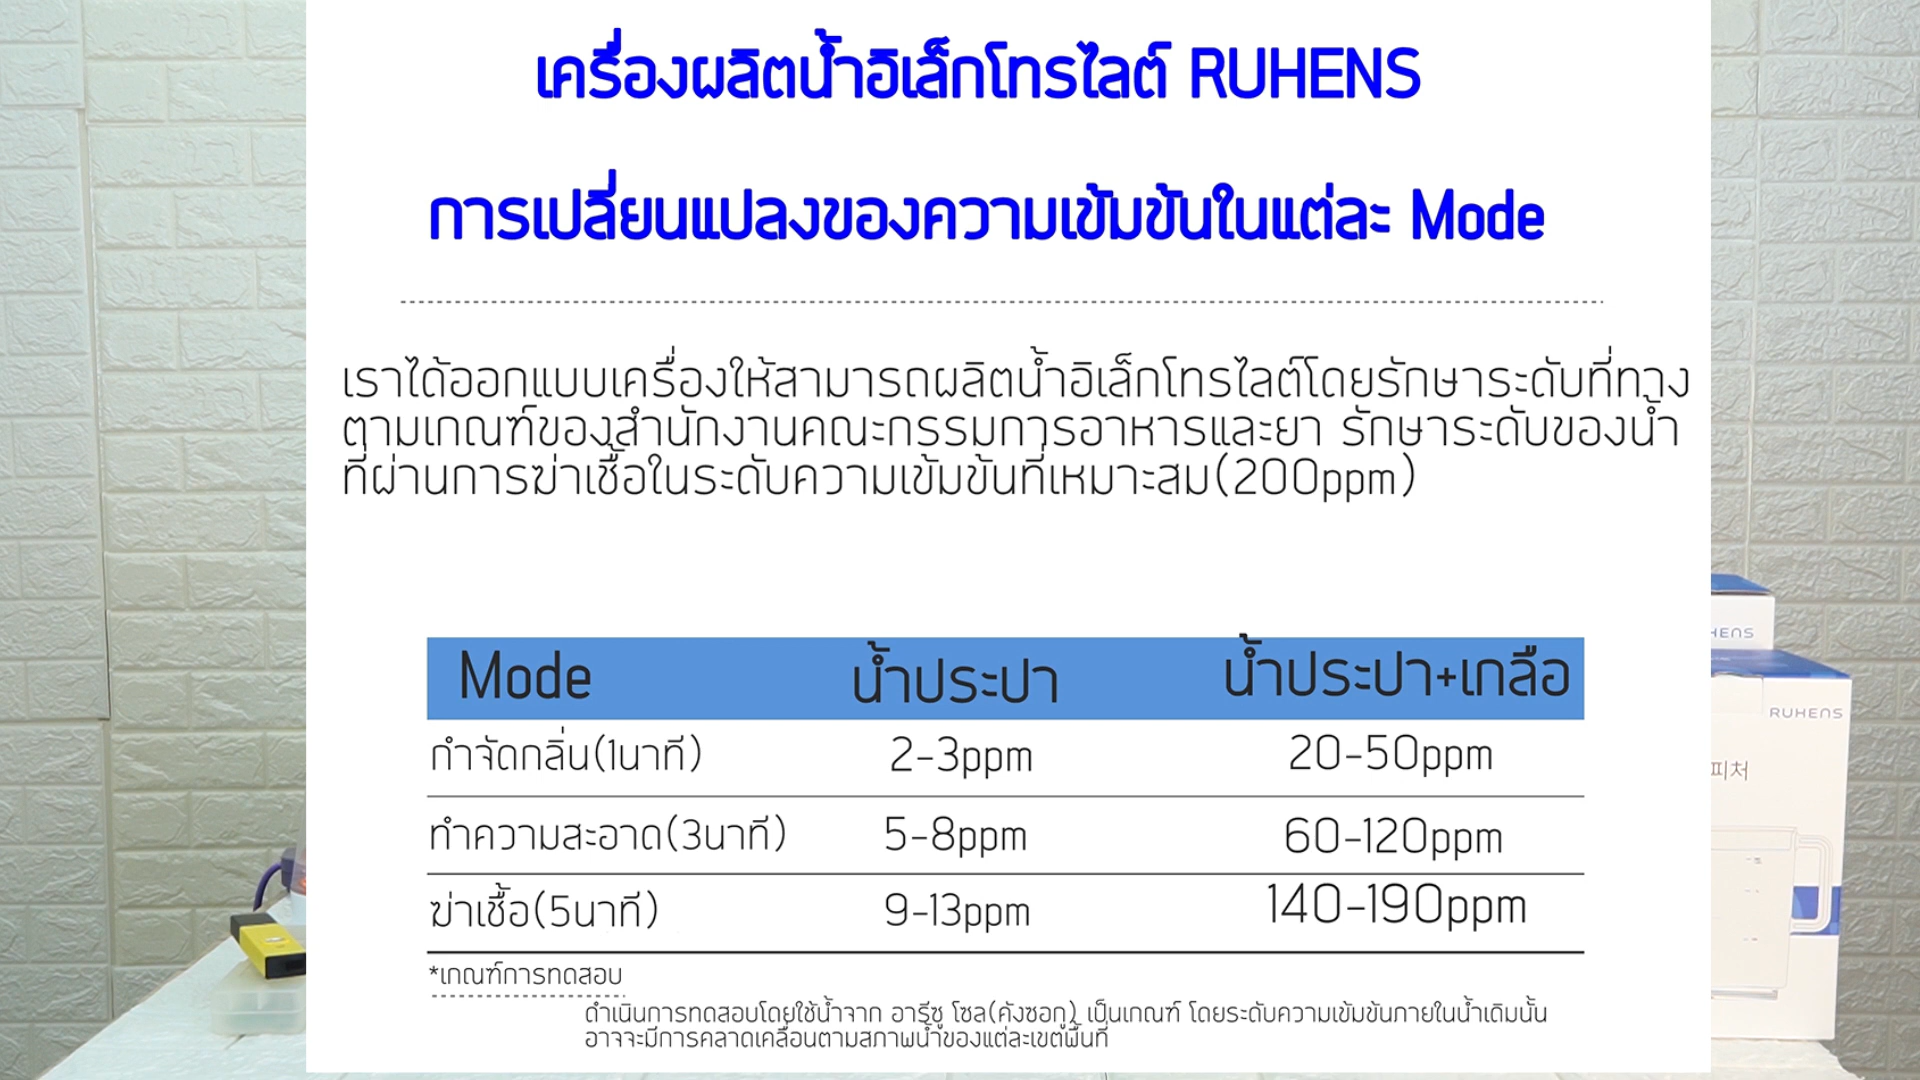 เครื่องผลิตน้ำอิเล็กโทรไลต์ RUHENS
การเปลี่ยนแปลงของความเข้มข้นในแต่ละ Mode
เราได้ออกแบบเครื่องให้สามารถผลิตน้ำอิเล็กโทรไลต์โดยรักษาระดับที่ทาง
ตามเกณฑ์ของสำนักงานคณะกรรมการอาหารและยา รักษาระดับของน้ำ
ที่ผ่านการฆ่าเชื้อในระดับความเข้มข้นที่เหมาะสม(200ppm)
Mode น้ำประปา น้ำประปา+เกลือ
กำจัดกลิ่น(1นาที) 2-3ppm 20-50ppm
ทำความสะอาด(3นาที) 5-8ppm 60-120ppm
ฆ่าเชื้อ(5นาที) 9-13ppm 140-190ppm
*เกณฑ์การทดสอบ
ดำเนินการทดสอบโดยใช้น้ำจาก อารีซู โซล(คังซอกู) เป็นเกณฑ์ โดยระดับความเข้มข้นภายในน้ำเดิมนั้น
อาจจะมีการคลาดเคลื่อนตามสภาพน้ำของแต่ละเขตพื้นที่
RUHENS
피처